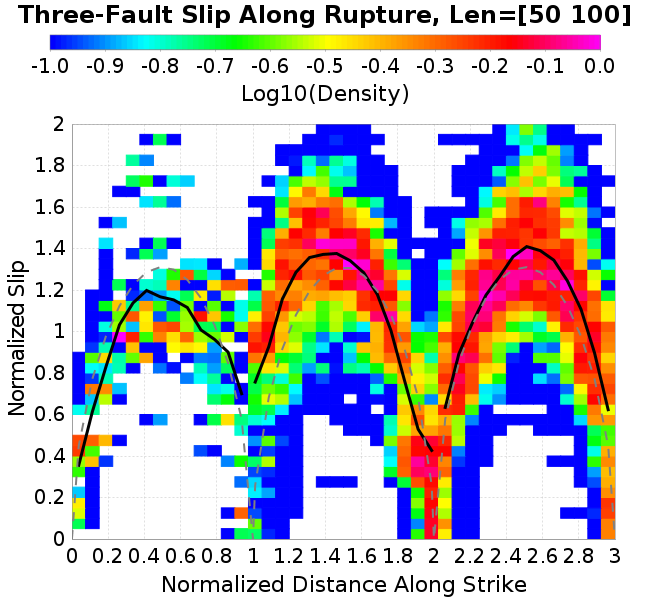 Three-Fault Slip Along Rupture, Len=[50 100]
-1.0 -0.9 -0.8 -0.7 -0.6 -0.5 -0.4 -0.3 -0.2 -0.1 0.0
Log10(Density)
2
1.8
1.6
1.4
1.2
1
0.8
0.6
0.4
0.2
0
Normalized Slip
0 0.2 0.4 0.6 0.8 1 1.2 1.4 1.6 1.8 2 2.2 2.4 2.6 2.8 3
Normalized Distance Along Strike